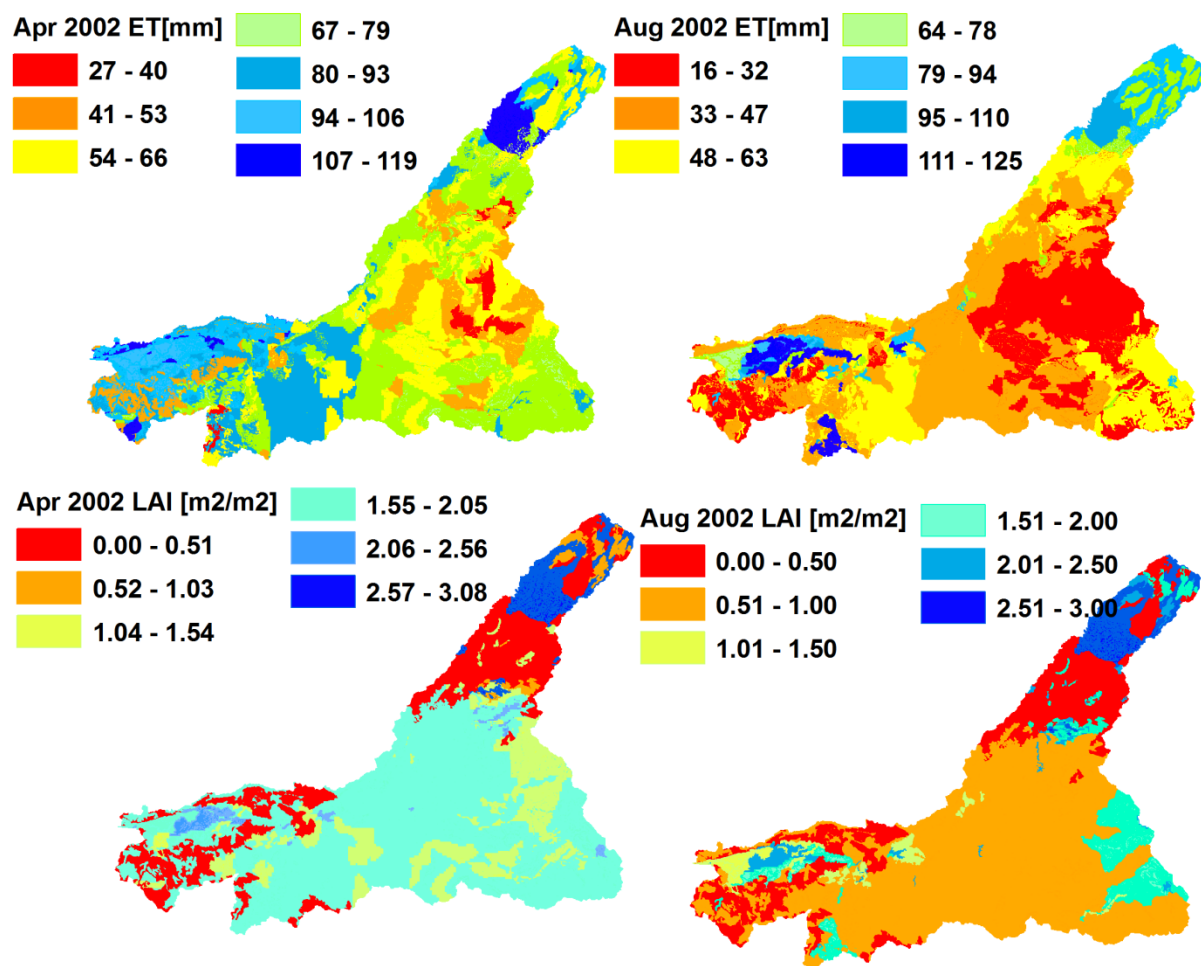 Apr 2002 ET[mm]
27 - 40
41 - 53
54 - 66
67 - 79
80 - 93
94 - 106
107 - 119
Aug 2002 ET[mm]
16 - 32
33 - 47
48 - 63
64 - 78
79 - 94
95 - 110
111 - 125
Apr 2002 LAI [m2/m2]
0.00 - 0.51
0.52 - 1.03
1.04 - 1.54
1.55 - 2.05
2.06 - 2.56
2.57 - 3.08
Aug 2002 LAI [m2/m2]
0.00 - 0.50
0.51 - 1.00
1.01 - 1.50
1.51 - 2.00
2.01 - 2.50
2.51 - 3.00